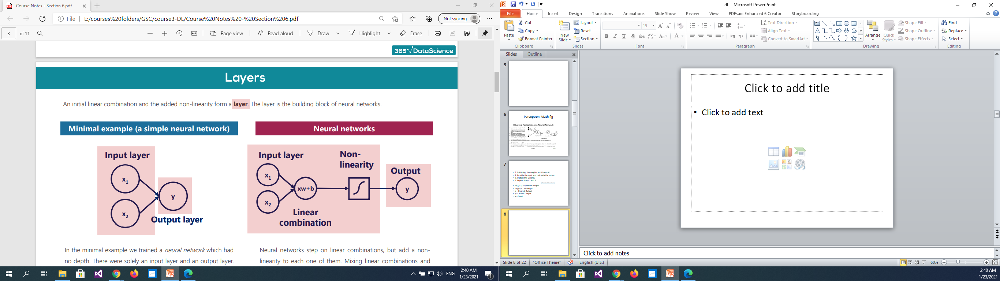 Course Notes - Section 6.pdf
File
E:/courses%20folders/GSC/course3-DL/Course%20Notes%20-%20Section%206.pdf
Not syncing
3 of 11
Page view
Read aloud
Draw
Highlight
Erase
365 DataScience
Layers
An initial linear combination and the added non-linearity form a layer. The layer is the building block of neural networks.
Minimal example (a simple neural network)
Input layer
x1
x2
y
Output layer
In the minimal example we trained a neural network which had
no depth. There were solely an input layer and an output layer.
Neural networks
Input layer
x1
x2
xw+b
Linear
combination
Non-
linearity
Output
y
Neural networks step on linear combinations, but add a non-
linearity to each one of them. Mixing linear combinations and
ENG
2:40 AM
1/23/2021
1
dl - Microsoft PowerPoint
File Home Insert Design Transitions Animations Slide Show Review View PDFsam Enhanced 6 Creator Storyboarding
Paste
Cut
Copy
Format Painter
Clipboard
New
Slide
Layout
Reset
Section
Slides
15
B I U S abc AV Aa A
Font
Text Direction
Align Text
Convert to SmartArt
Paragraph
Arrange
Quick
Styles
Shape Fill
Shape Outline
Shape Effects
Drawing
Find
Replace
Select
Editing
Slides Outline
5
6
Perceptron Math fig
What is a Perceptron in a Neural Network
7
1. Initializing the weights and threshold.
2. Provide the input and calculate the output.
3. Update the weights
4. Repeat Steps 2 and 3
Wj (t+1) – Updated Weight
Wj (t) – Old Weight
d – Desired Output
y – Actual Output
x – Input
8
Click to add title
• Click to add text
Click to add notes
Slide 8 of 22
"Office Theme"
English (U.S.)
60%
2:40 AM
1/23/2021